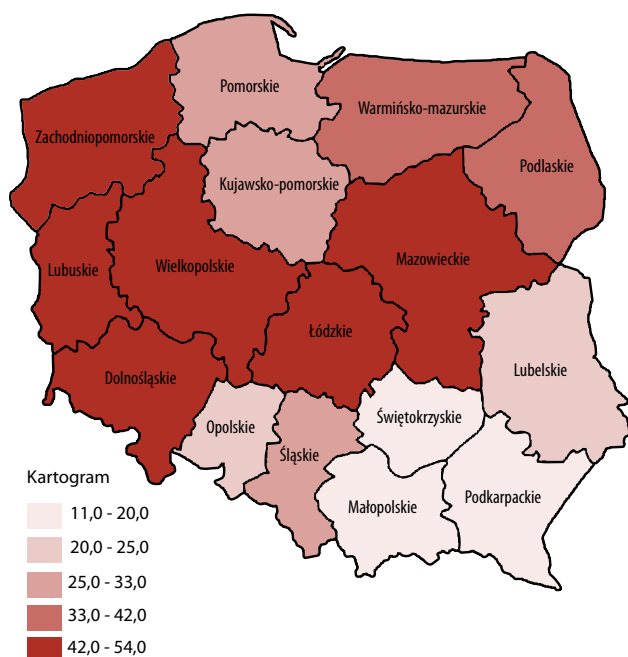 Pomorskie
Warmińsko-mazurskie
Zachodniopomorskie
Podlaskie
Kujawsko-pomorskie
Mazowieckie
Wielkopolskie
Lubuskie
Łódzkie
Dolnośląskie
Lubelskie
Opolskie
Świętokrzyskie
Śląskie
Podkarpackie
Małopolskie
Kartogram
11,0 - 20,0
20,0 - 25,0
25,0 - 33,0
33,0 - 42,0
42,0 - 54,0